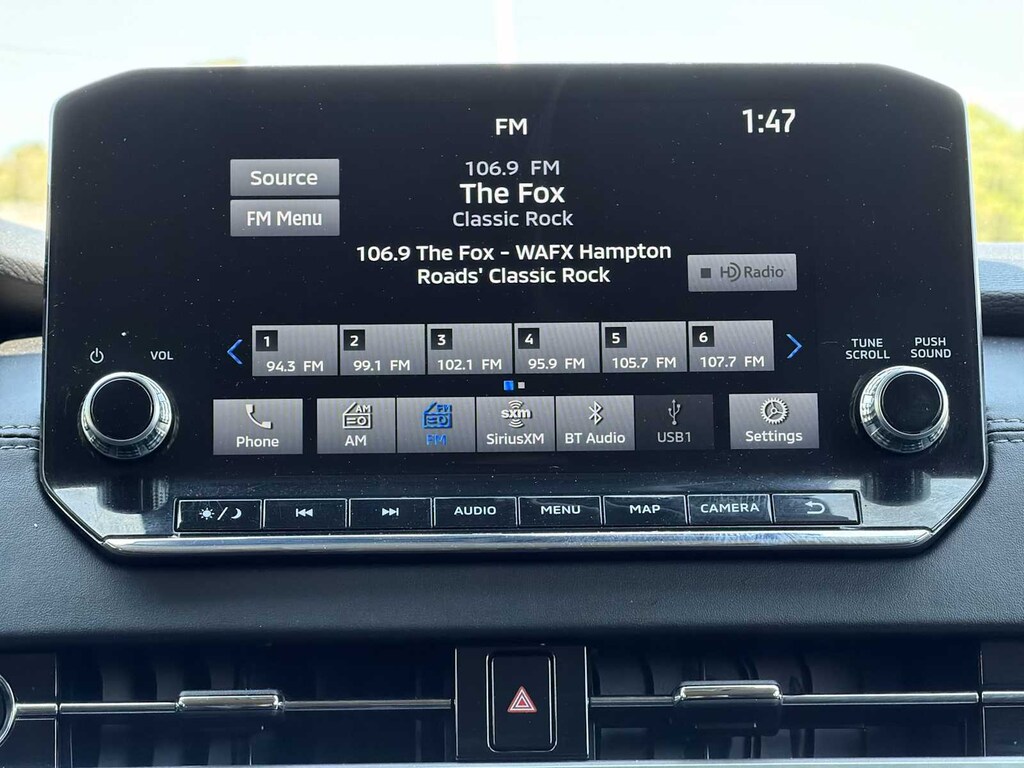 FM
1:47
106.9 FM
Source
The Fox
FM Menu
Classic Rock
106.9 The Fox - WAFX Hampton
Roads' Classic Rock
HD Radio
1
94.3 FM
2
99.1 FM
3
102.1 FM
4
95.9 FM
5
105.7 FM
6
107.7 FM
VOL
TUNE
SCROLL
PUSH
SOUND
Phone
AM
AM
FM
FM
sxm
SiriusXM
BT Audio
USB1
Settings
AUDIO
MENU
MAP
CAMERA